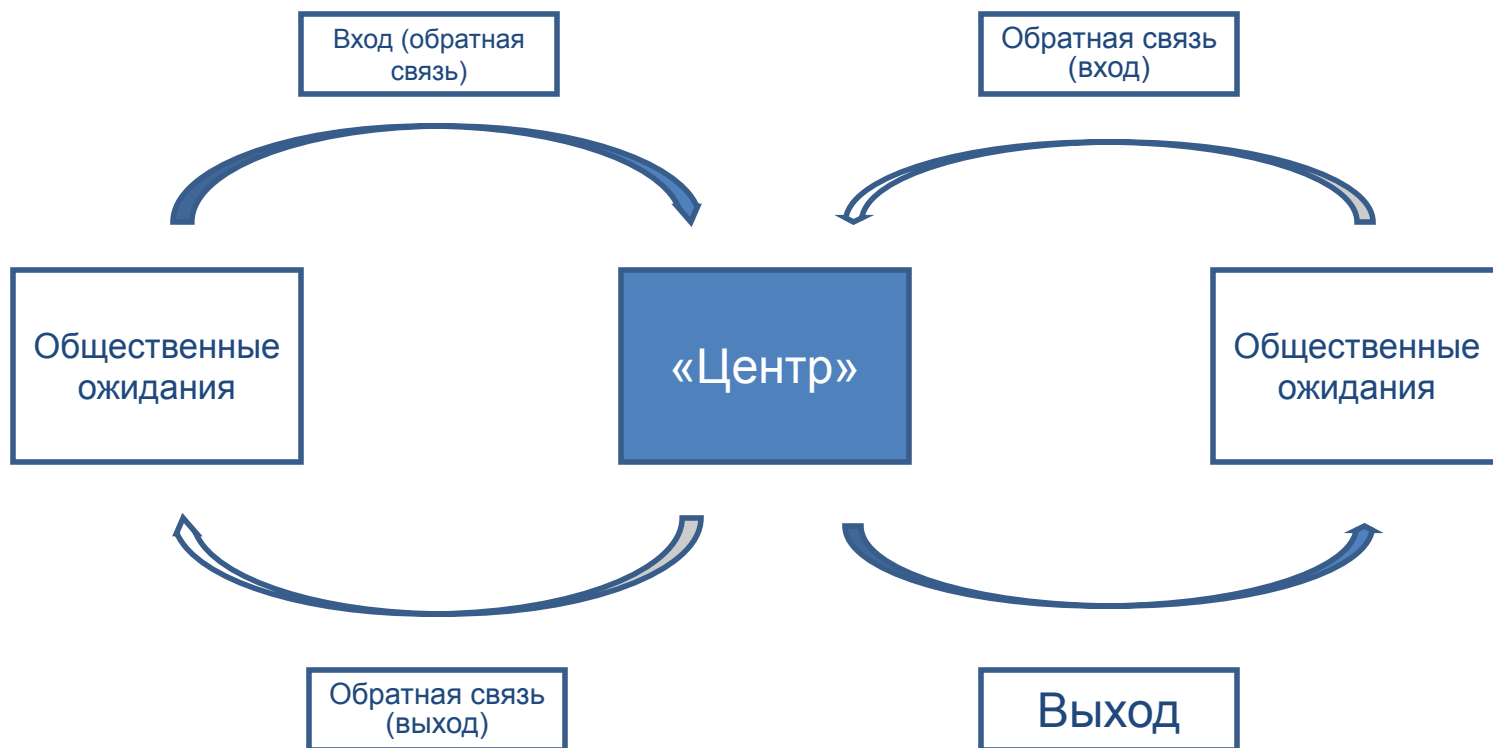 Вход (обратная
связь)
Обратная связь
(вход)
Общественные
ожидания
«Центр»
Общественные
ожидания
Обратная связь
(выход)
Выход